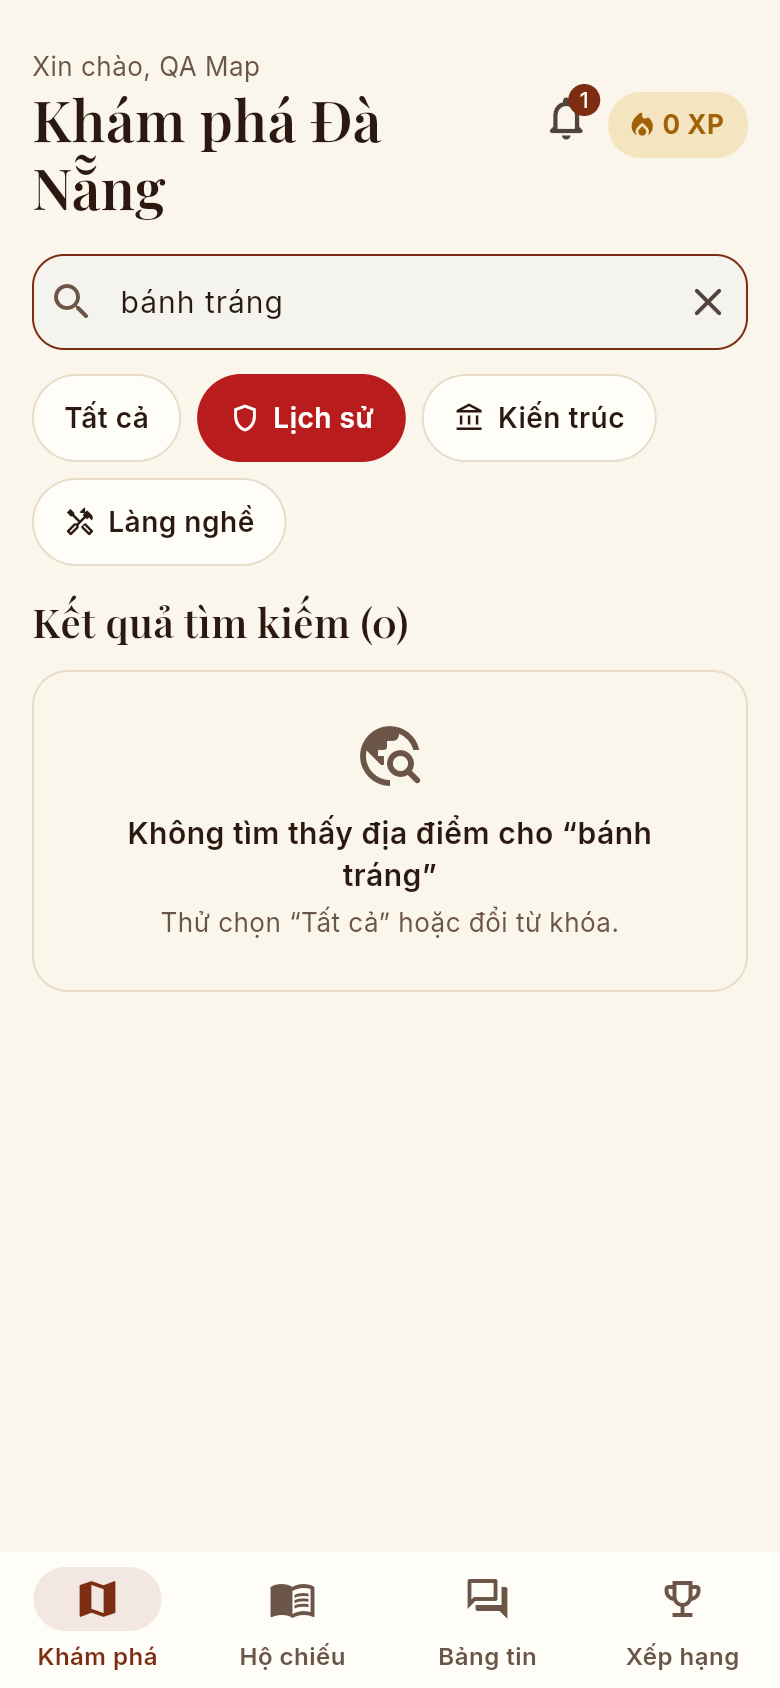 Xin chào, QA Map
Khám phá Đà
Nẵng
1
0 XP
bánh tráng
Tất cả
Lịch sử
Kiến trúc
Làng nghề
Kết quả tìm kiếm (0)
Không tìm thấy địa điểm cho “bánh
tráng”
Thử chọn “Tất cả” hoặc đổi từ khóa.
Khám phá
Hộ chiếu
Bảng tin
Xếp hạng